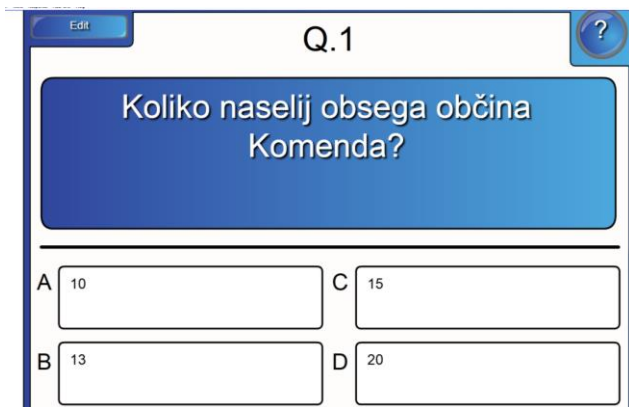 Edit
Q.1
?
Koliko naselij obsega občina
Komenda?
A 10
C 15
B 13
D 20